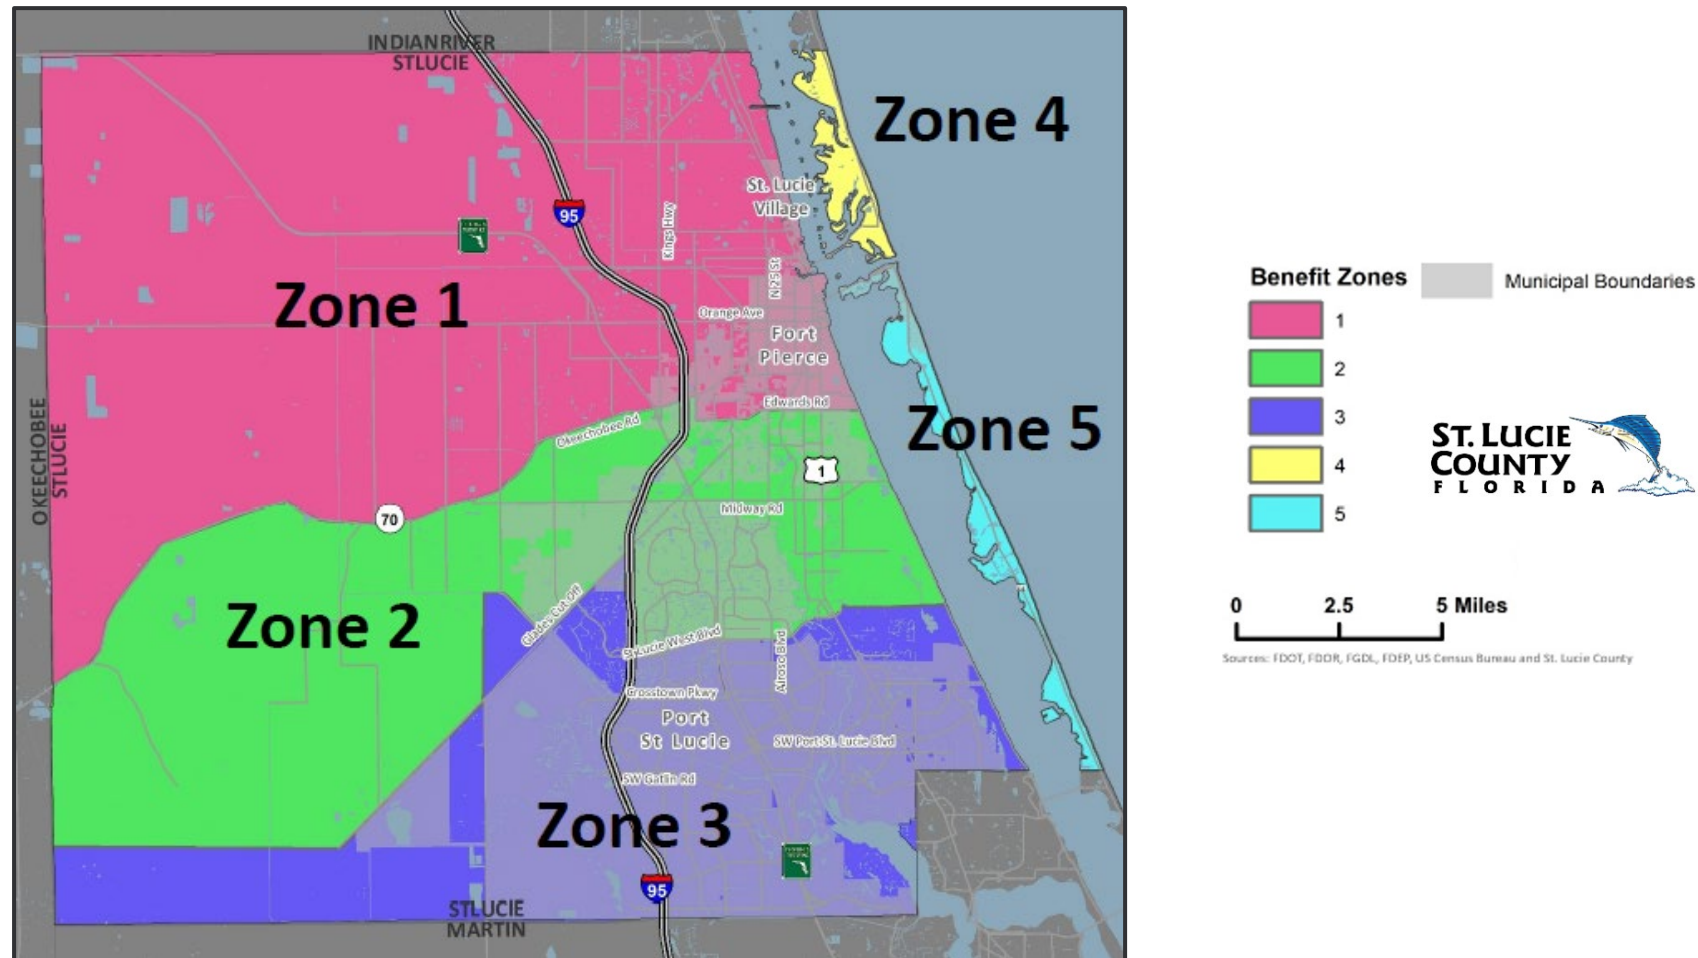 INDIANRIVER
STLUCIE
Zone 4
St. Lucie
Village
95
Kings Hwy
N 25 St
Zone 1
Orange Ave
Fort
Pierce
Edwards Rd
Okeechobee Rd
Zone 5
OKEECHOBEE
STLUCIE
1
70
Midway Rd
Zone 2
Glades Cut Off
St Lucie West Blvd
Airoso Blvd
Crosstown Pkwy
Port
St Lucie
SW Port St. Lucie Blvd
SW Gatlin Rd
Zone 3
95
STLUCIE
MARTIN
Benefit Zones
Municipal Boundaries
1
2
3
4
5
ST. LUCIE
COUNTY
FLORIDA
0 2.5 5 Miles
Sources: FDOT, FDOR, FGDL, FDEP, US Census Bureau and St. Lucie County